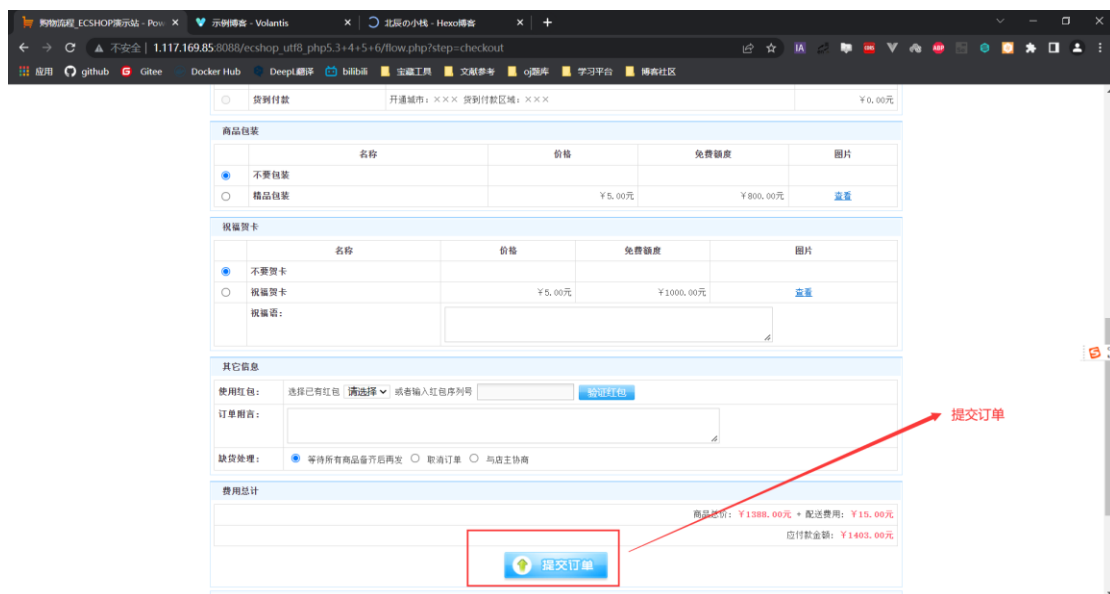 购物流程_ECSHOP演示站 - Pow
示例博客 - Volantis
北辰の小栈 - Hexo博客
不安全 | 1.117.169.85:8088/ecshop_utf8_php5.3+4+5+6/flow.php?step=checkout
应用 github Gitee Docker Hub DeepL翻译 bilibili 宝藏工具 文献参考 oj题库 学习平台 博客社区
货到付款 开通城市：××× 货到付款区域：××× ￥0.00元
商品包装
名称 价格 免费额度 图片
不要包装
精品包装 ￥5.00元 ￥800.00元 查看
祝福贺卡
名称 价格 免费额度 图片
不要贺卡
祝福贺卡 ￥5.00元 ￥1000.00元 查看
祝福语：
其它信息
使用红包： 选择已有红包 请选择 或者输入红包序列号 验证红包
订单附言：
提交订单
缺货处理： 等待所有商品备齐后再发 取消订单 与店主协商
费用总计
商品总价：￥1388.00元 + 配送费用：￥15.00元
应付款金额：￥1403.00元
提交订单